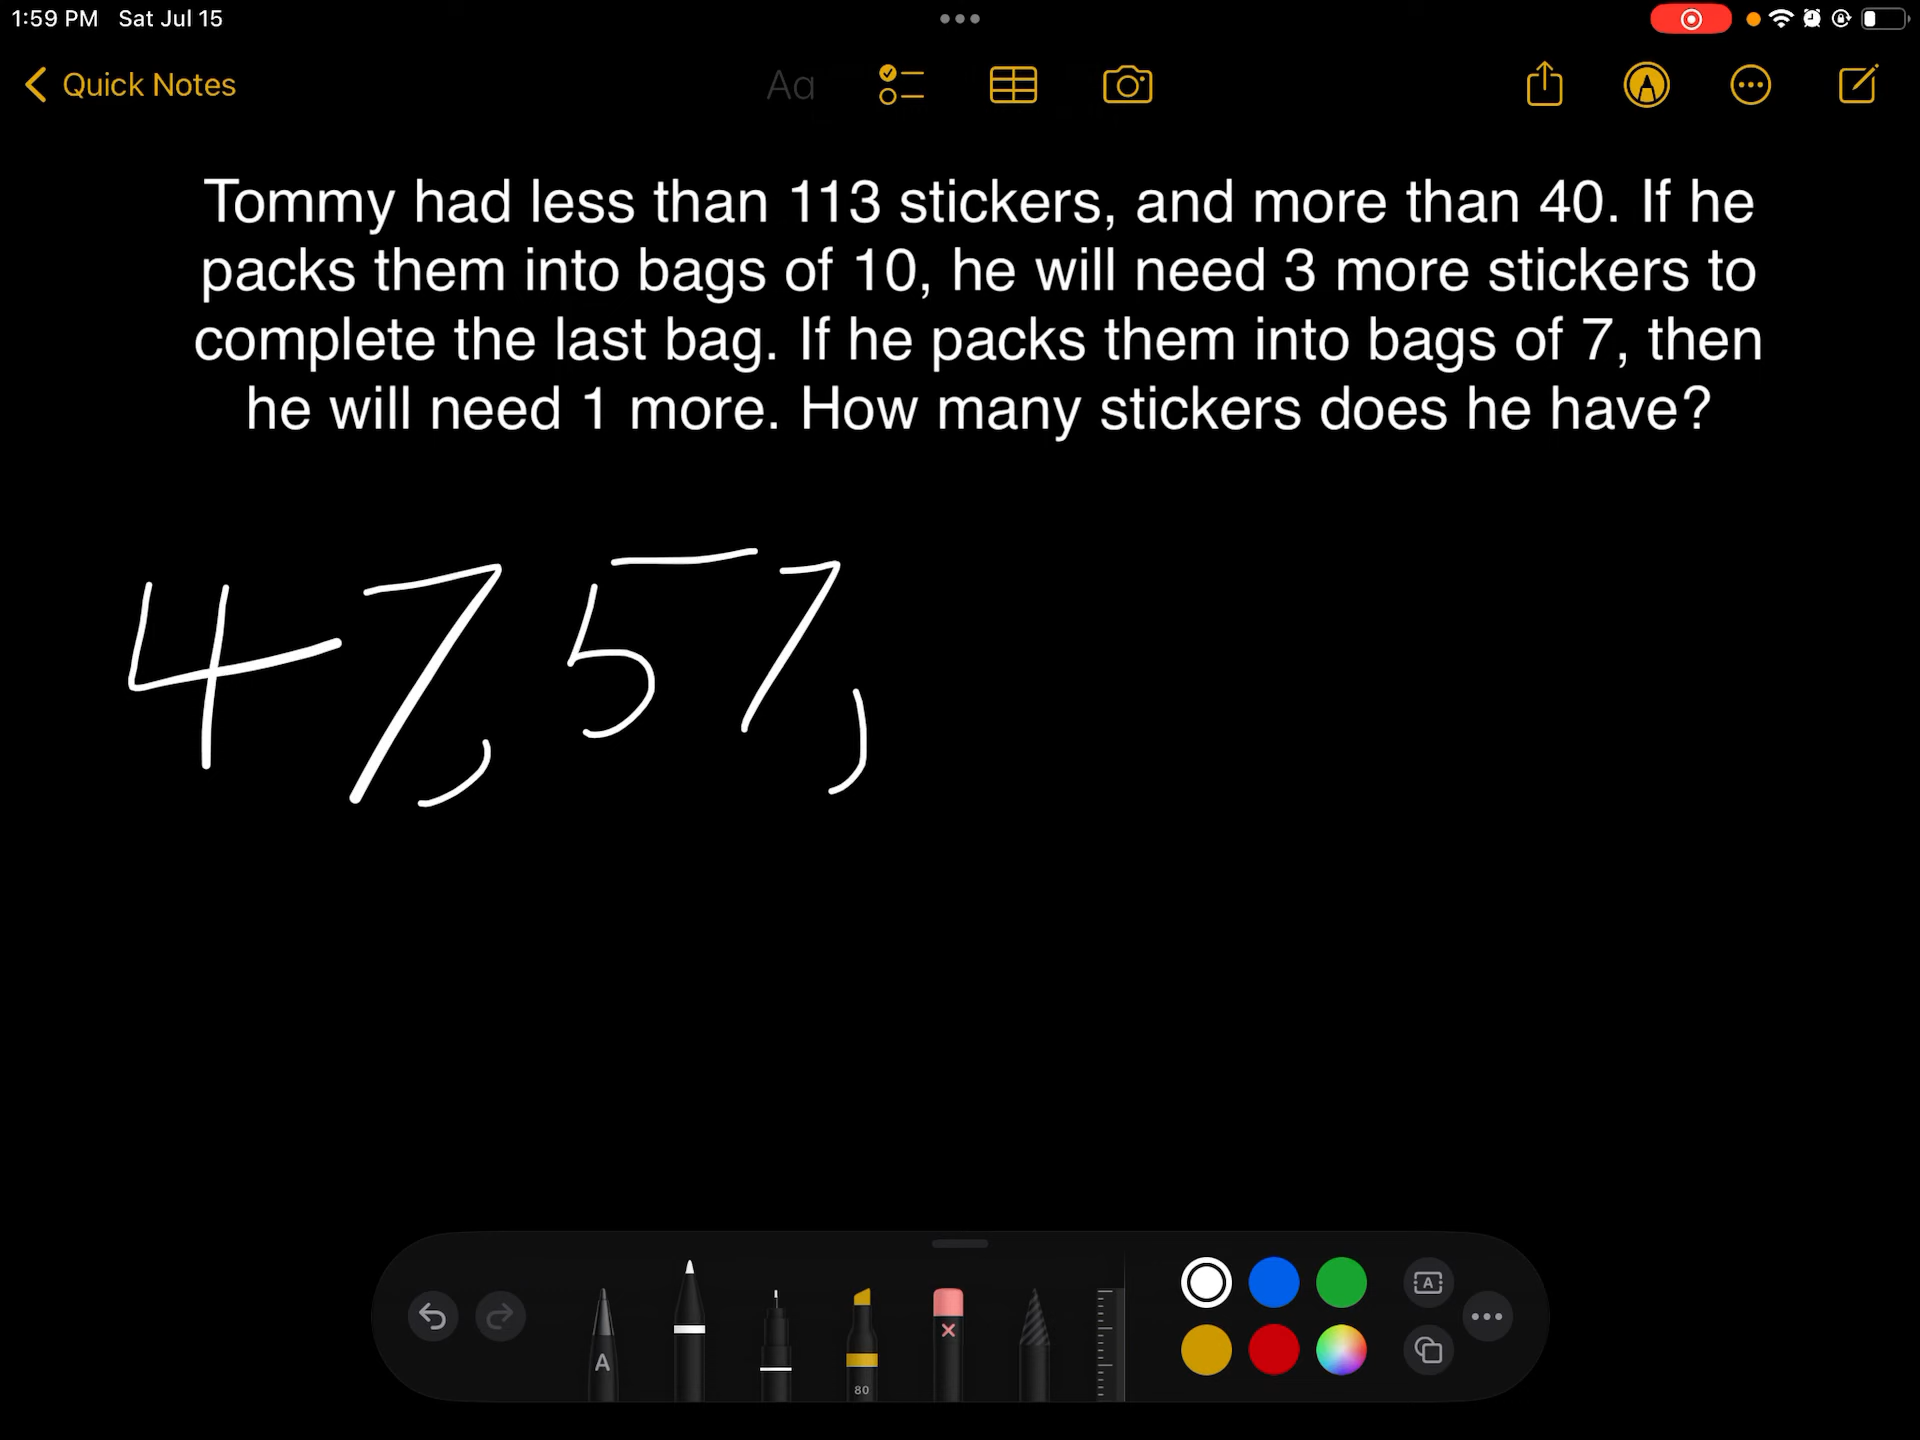 1:59 PM Sat Jul 15
Quick Notes Aa
Tommy had less than 113 stickers, and more than 40. If he
packs them into bags of 10, he will need 3 more stickers to
complete the last bag. If he packs them into bags of 7, then
he will need 1 more. How many stickers does he have?
47, 57,
A
80
A